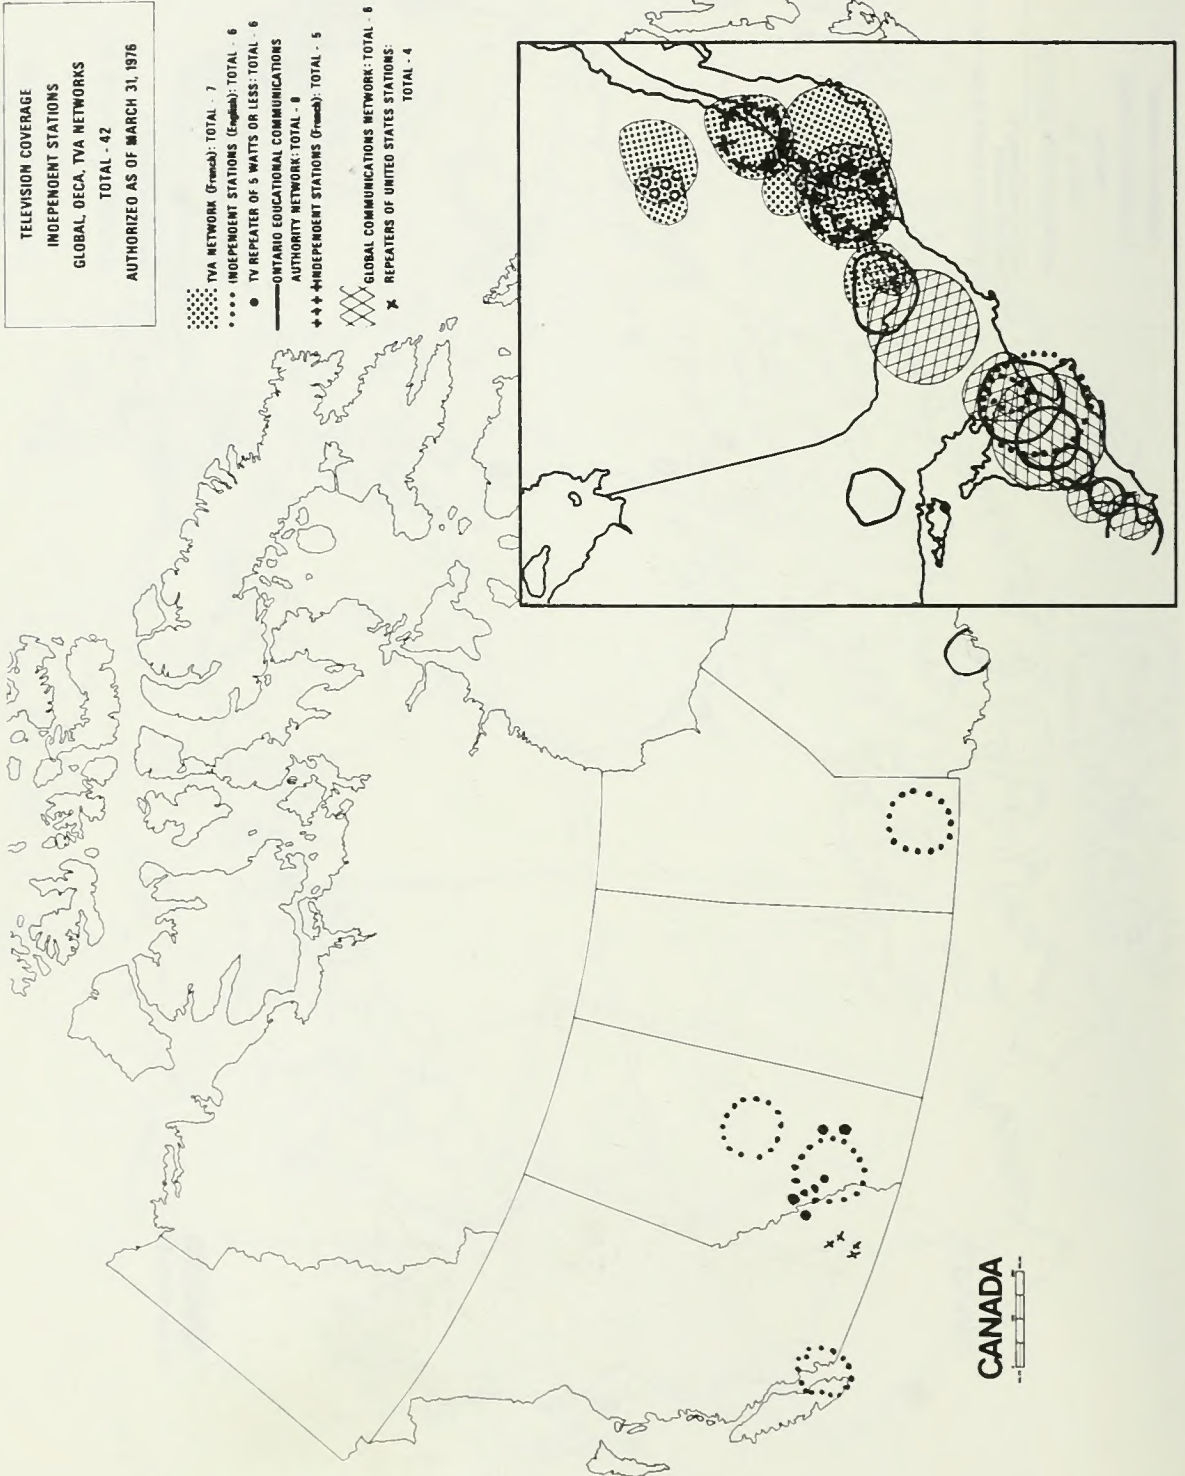 TELEVISION COVERAGE
INDEPENDENT STATIONS
GLOBAL, OECA, TVA NETWORKS
TOTAL - 42
AUTHORIZED AS OF MARCH 31, 1976
TVA NETWORK (French): TOTAL - 7
INDEPENDENT STATIONS (English): TOTAL - 6
TV REPEATER OF 5 WATTS OR LESS: TOTAL - 6
ONTARIO EDUCATIONAL COMMUNICATIONS
AUTHORITY NETWORK: TOTAL - 8
INDEPENDENT STATIONS (French): TOTAL - 5
GLOBAL COMMUNICATIONS NETWORK: TOTAL - 6
REPEATERS OF UNITED STATES STATIONS:
TOTAL - 4
CANADA